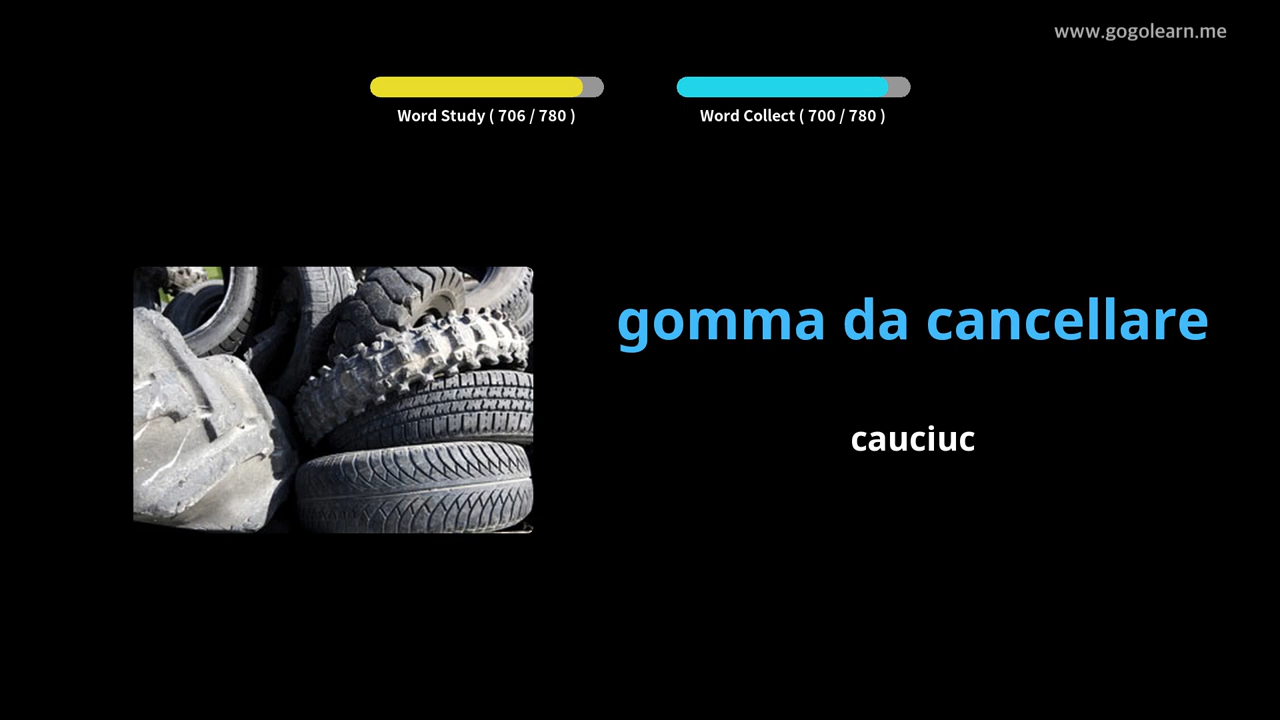 www.gogolearn.me
Word Study ( 706 / 780 )
Word Collect ( 700 / 780 )
gomma da cancellare
cauciuc